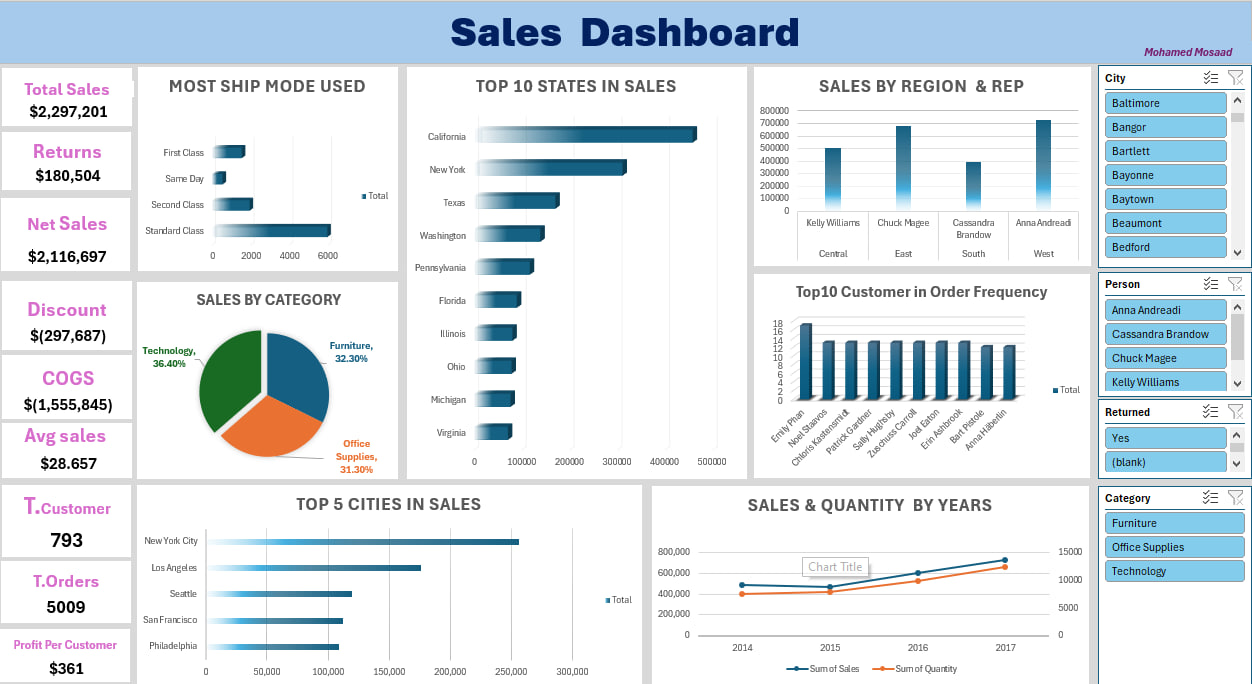 Sales Dashboard
Mohamed Mosaad
Total Sales
$2,297,201
Returns
$180,504
Net Sales
$2,116,697
Discount
$(297,687)
COGS
$(1,555,845)
Avg sales
$28.657
T.Customer
793
T.Orders
5009
Profit Per Customer
$361
MOST SHIP MODE USED
First Class
Same Day
Second Class
Standard Class
0 2000 4000 6000
Total
SALES BY CATEGORY
Technology,
36.40%
Furniture,
32.30%
Office
Supplies,
31.30%
TOP 10 STATES IN SALES
California
New York
Texas
Washington
Pennsylvania
Florida
Illinois
Ohio
Michigan
Virginia
0 100000 200000 300000 400000 500000
SALES BY REGION & REP
800000
700000
600000
500000
400000
300000
200000
100000
0
Kelly Williams Chuck Magee Cassandra Brandow Anna Andreadi
Central East South West
Top10 Customer in Order Frequency
18
16
14
12
10
8
6
4
2
0
Emily Phan
Noel Staavos
Chloris Kastensmidt
Patrick Gardner
Sally Hughsby
Zuschuss Carroll
Joel Eaton
Erin Ashbrook
Bart Pistole
Anna Häberlin
Total
TOP 5 CITIES IN SALES
New York City
Los Angeles
Seattle
San Francisco
Philadelphia
0 50,000 100,000 150,000 200,000 250,000 300,000
Total
SALES & QUANTITY BY YEARS
Chart Title
800,000
600,000
400,000
200,000
0
15000
10000
5000
0
2014 2015 2016 2017
Sum of Sales Sum of Quantity
City
Baltimore
Bangor
Bartlett
Bayonne
Baytown
Beaumont
Bedford
Person
Anna Andreadi
Cassandra Brandow
Chuck Magee
Kelly Williams
Returned
Yes
(blank)
Category
Furniture
Office Supplies
Technology